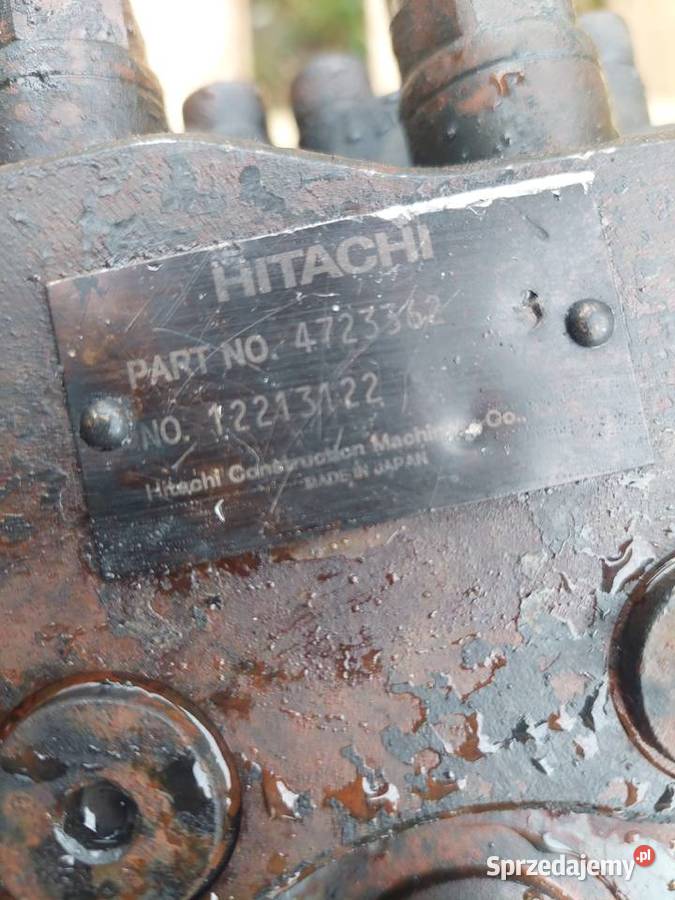 HITACHI
PART NO. 4723362
NO. 12213122
Hitachi Construction Machinery Co.,
MADE IN JAPAN
Sprzedajemy.pl